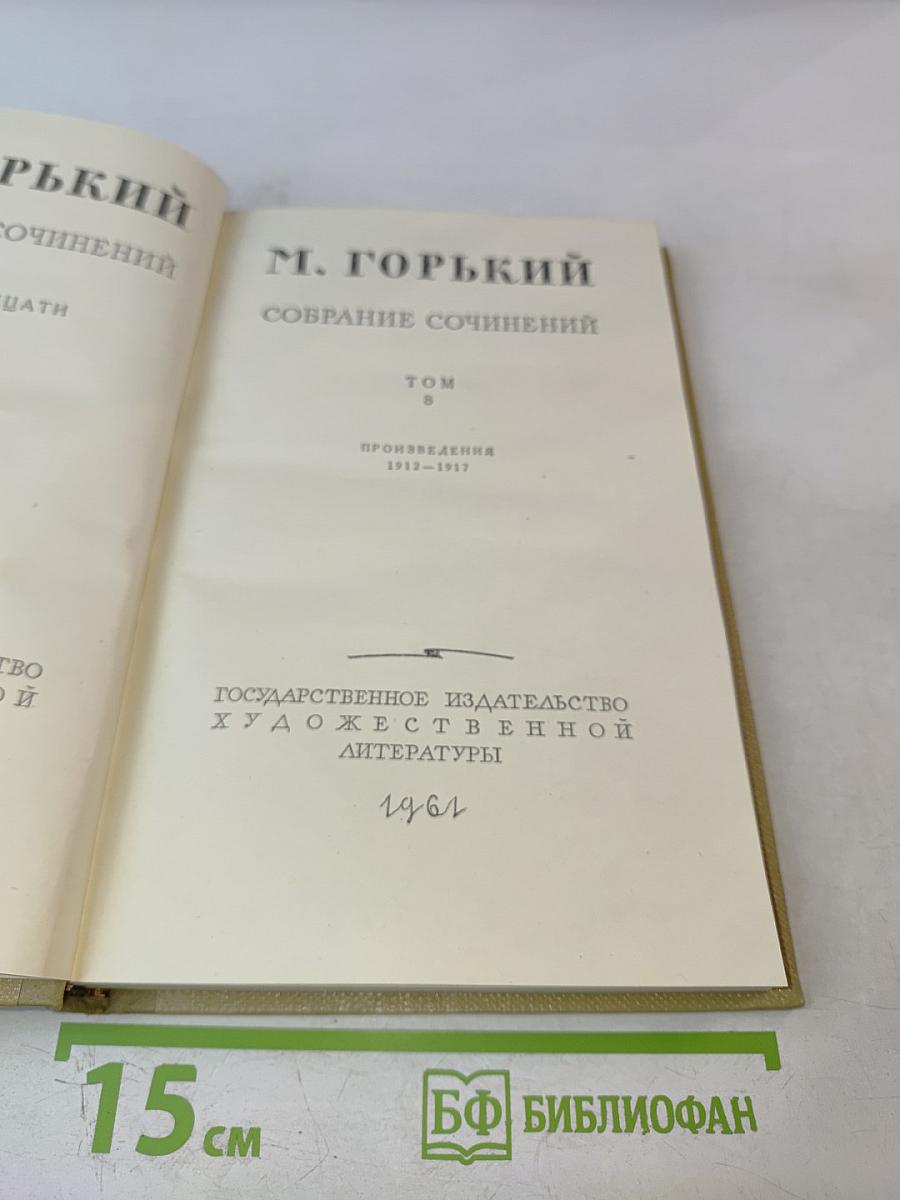 РЬКИЙ
СОЧИНЕНИЙ
ЦАТИ
ТВО
ОЙ
М. ГОРЬКИЙ
СОБРАНИЕ СОЧИНЕНИЙ
ТОМ
8
ПРОИЗВЕДЕНИЯ
1912—1917
ГОСУДАРСТВЕННОЕ ИЗДАТЕЛЬСТВО
ХУДОЖЕСТВЕННОЙ
ЛИТЕРАТУРЫ
1961
15 см
БФ БИБЛИОФАН